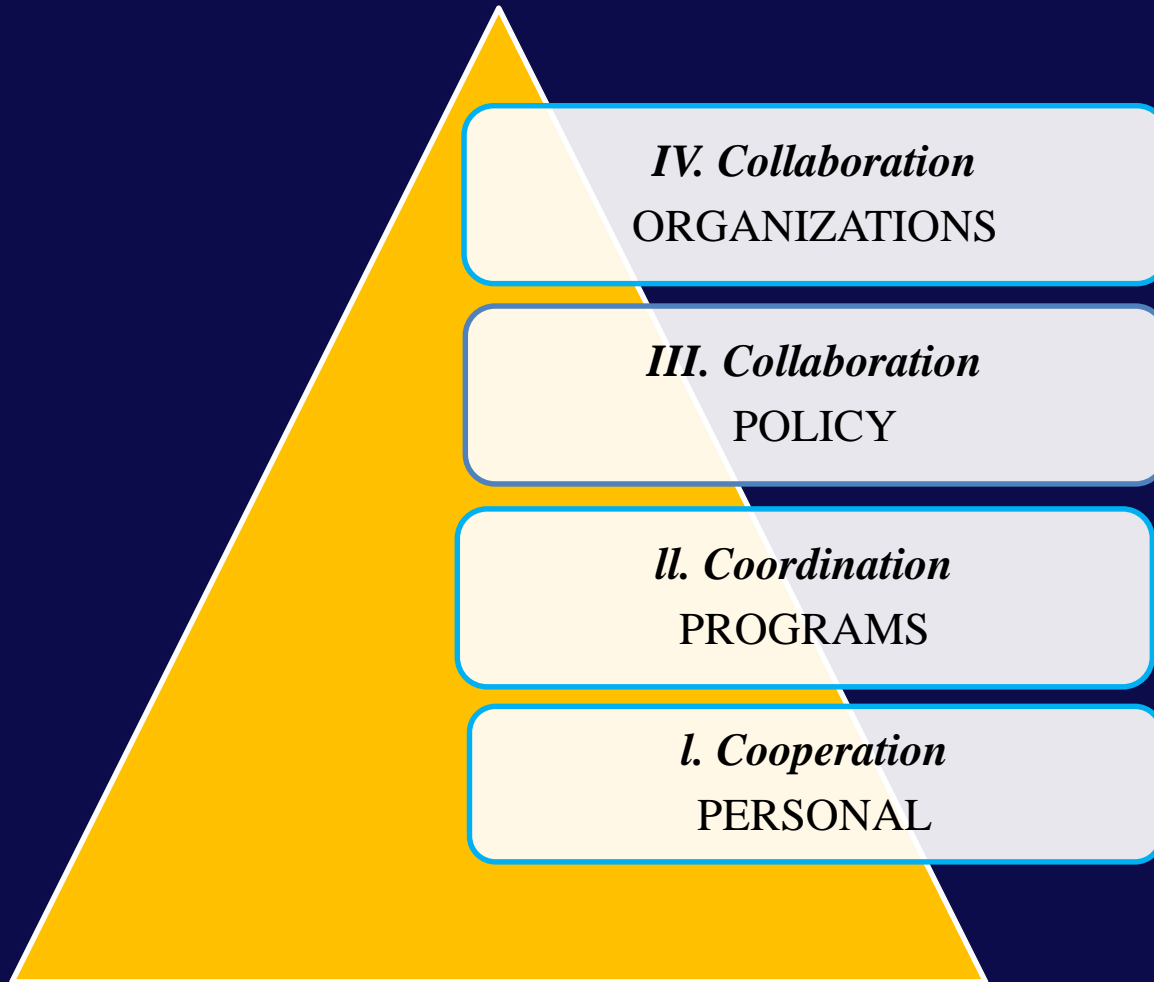 IV. Collaboration
ORGANIZATIONS
III. Collaboration
POLICY
ll. Coordination
PROGRAMS
l. Cooperation
PERSONAL